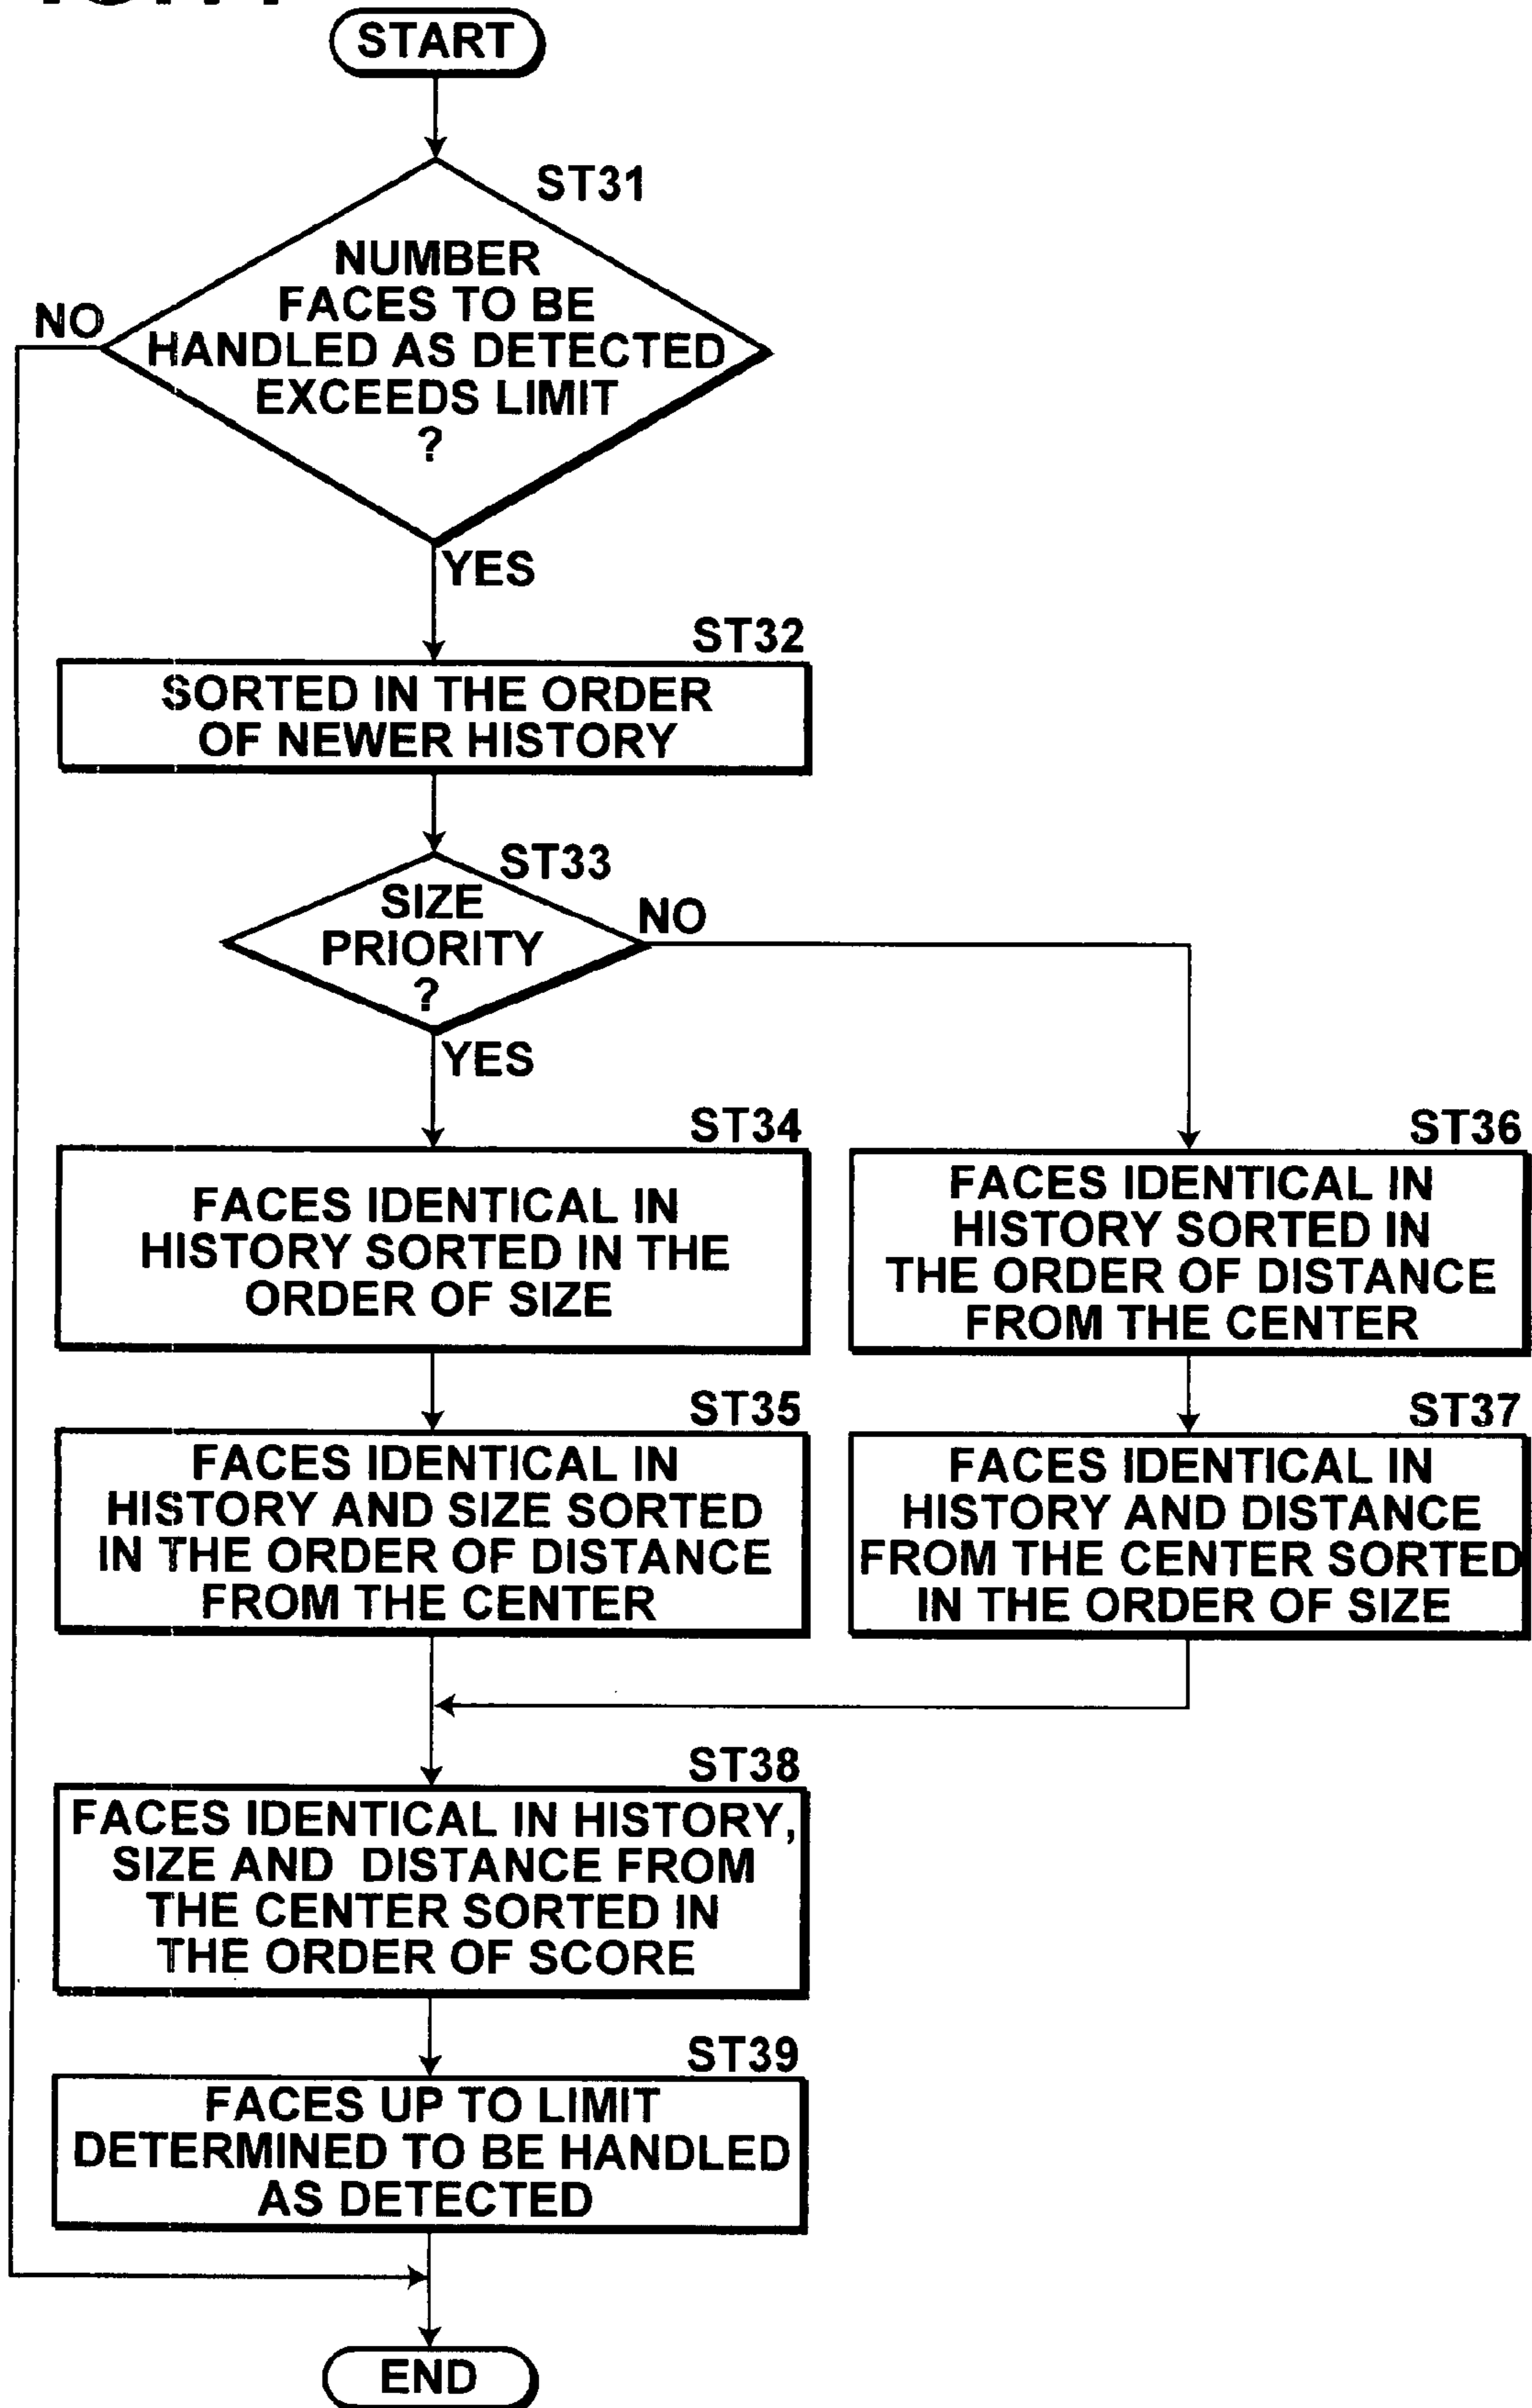 START
ST31
NUMBER
FACES TO BE
HANDLED AS DETECTED
EXCEEDS LIMIT
?
NO
YES
ST32
SORTED IN THE ORDER
OF NEWER HISTORY
ST33
SIZE
PRIORITY
?
NO
YES
ST34
FACES IDENTICAL IN
HISTORY SORTED IN THE
ORDER OF SIZE
ST36
FACES IDENTICAL IN
HISTORY SORTED IN
THE ORDER OF DISTANCE
FROM THE CENTER
ST35
FACES IDENTICAL IN
HISTORY AND SIZE SORTED
IN THE ORDER OF DISTANCE
FROM THE CENTER
ST37
FACES IDENTICAL IN
HISTORY AND DISTANCE
FROM THE CENTER SORTED
IN THE ORDER OF SIZE
ST38
FACES IDENTICAL IN HISTORY,
SIZE AND DISTANCE FROM
THE CENTER SORTED IN
THE ORDER OF SCORE
ST39
FACES UP TO LIMIT
DETERMINED TO BE HANDLED
AS DETECTED
END